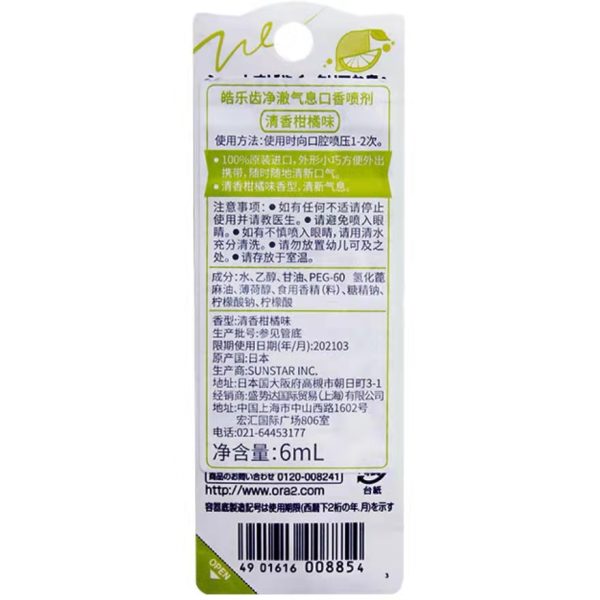 皓乐齿净澈气息口香喷剂
清香柑橘味
使用方法:使用时向口腔喷压1-2次。
●100%原装进口,外形小巧方便外出
携带,随时随地清新口气。
●清香柑橘味香型,清新气息。
注意事项:●如有任何不适请停止
使用并请教医生。●请避免喷入眼
睛。●如有不慎喷入眼睛,请用清水
充分清洗。●请勿放置幼儿可及之
处。●请存放于室温。
成分:水、乙醇、甘油、PEG-60 氢化蓖
麻油、薄荷醇、食用香精(料)、糖精钠、
柠檬酸钠、柠檬酸
香型:清香柑橘味
生产批号:参见管底
限期使用日期(年/月):202103
原产国:日本
生产商:SUNSTAR INC.
地址:日本国大阪府高槻市朝日町3-1
经销商:盛势达国际贸易(上海)有限公司
地址:中国上海市中山西路1602号
宏汇国际广场806室
电话:021-64453177
净含量:6mL
商品のお問い合わせ 0120-008241
http://www.ora2.com
台紙
容器底製造記号は使用期限(西暦下2桁の年、月)を示す
OPEN
4 901616 008854
3